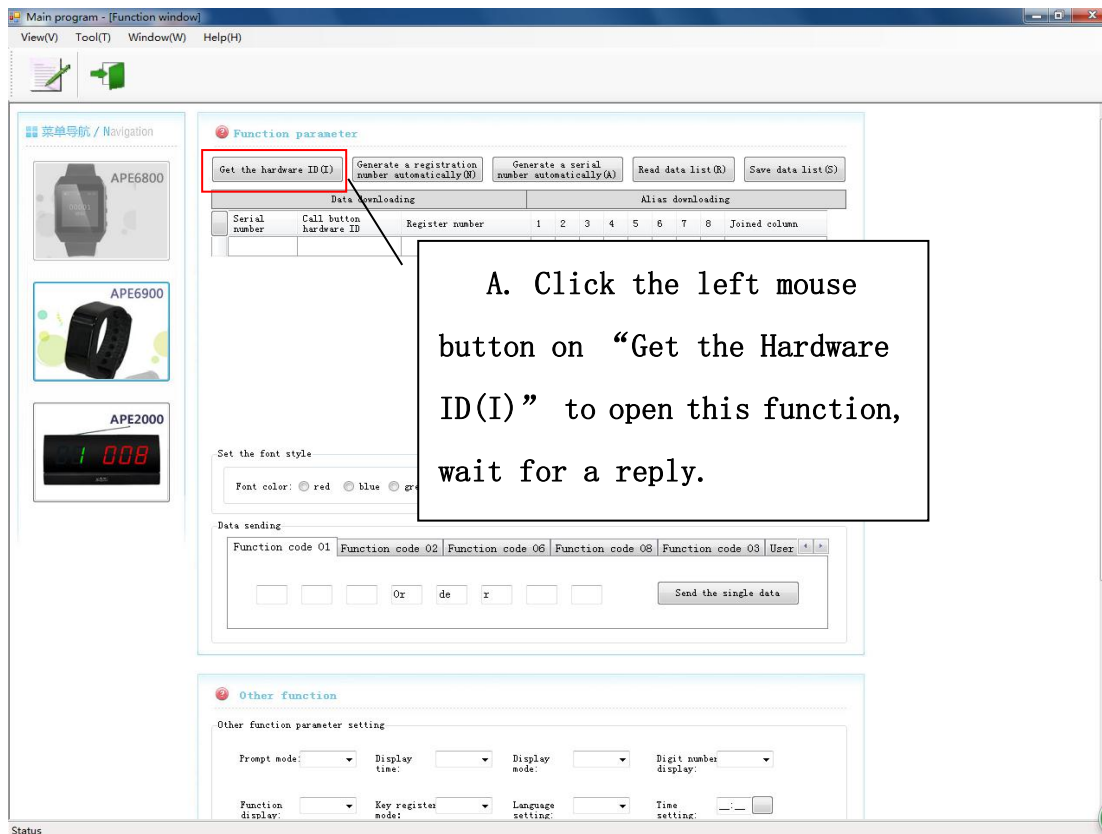 Main program - [Function window]
View(V) Tool(T) Window(W) Help(H)
菜单导航 / Navigation
APE6800
APE6900
APE2000
1 008
Function parameter
Get the hardware ID(I)
Generate a registration
number automatically(N)
Generate a serial
number automatically(A)
Read data list(R)
Save data list(S)
Data downloading
Alias downloading
Serial
number
Call button
hardware ID
Register number
1 2 3 4 5 6 7 8 Joined column
A. Click the left mouse
button on “Get the Hardware
ID(I)” to open this function,
wait for a reply.
Set the font style
Font color: red blue
Data sending
Function code 01 Function code 02 Function code 06 Function code 08 Function code 03 User
Or de r
Send the single data
Other function
Other function parameter setting
Prompt mode:
Display
time:
Display
mode:
Digit number
display:
Function
display:
Key register
mode:
Language
setting:
Time
setting:
__:__
Status